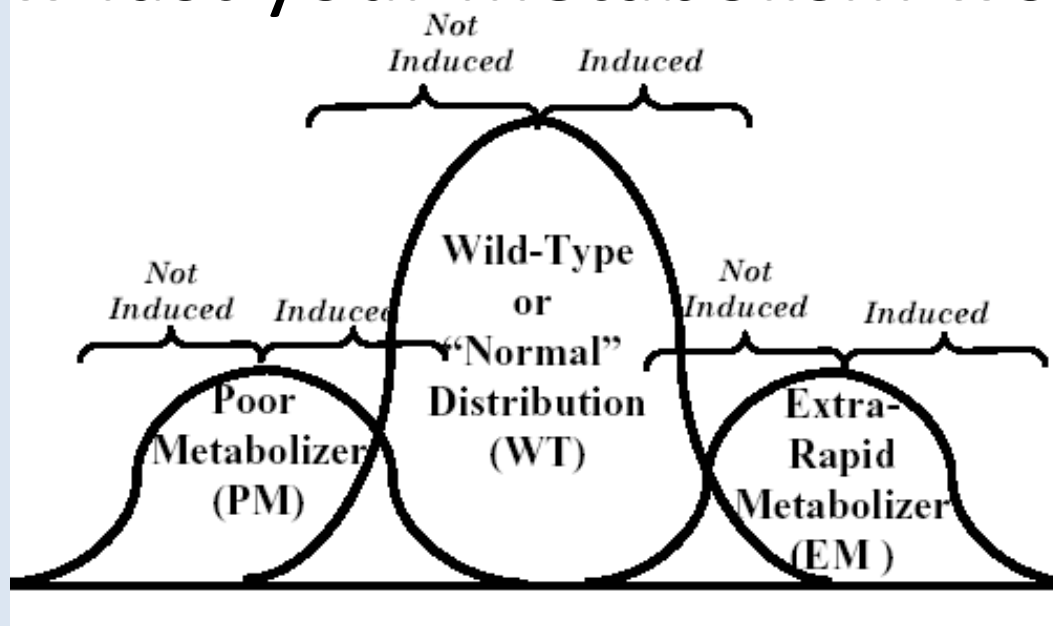 Not
Induced
Induced
Not
Induced
Induced
Poor
Metabolizer
(PM)
Wild-Type
or
“Normal”
Distribution
(WT)
Not
Induced
Induced
Extra-
Rapid
Metabolizer
(EM )